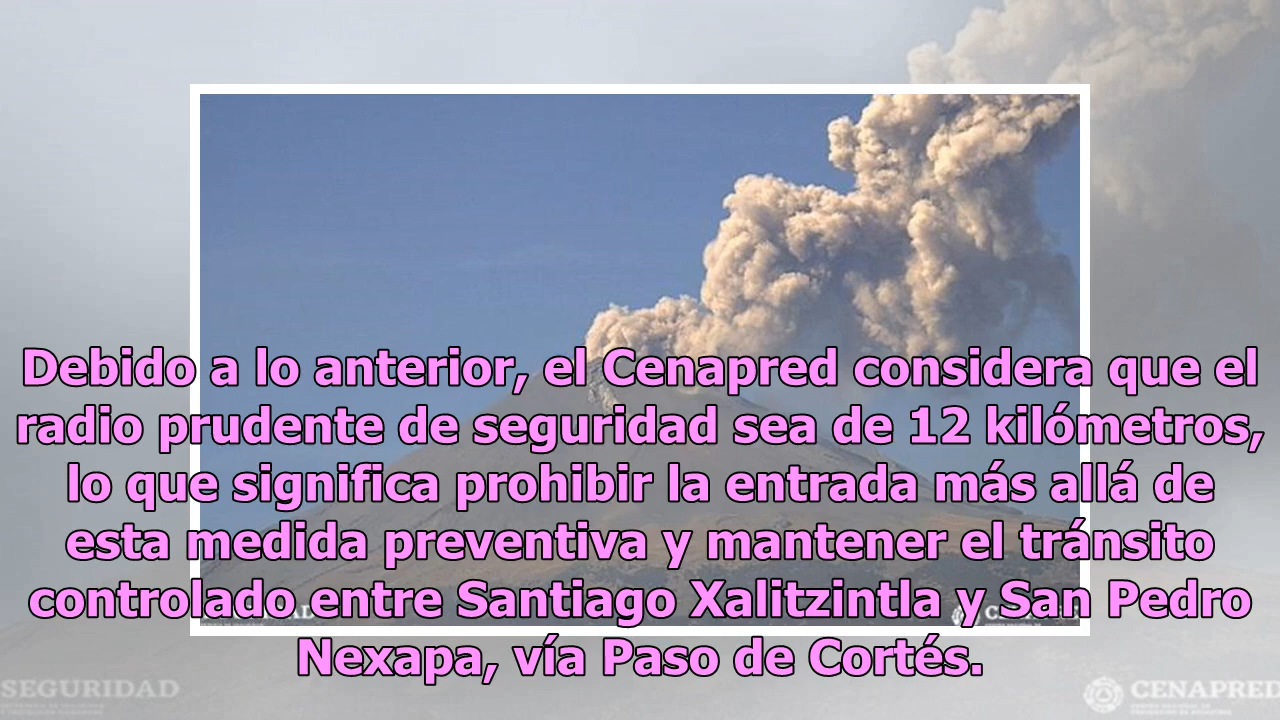 Debido a lo anterior, el Cenapred considera que el
radio prudente de seguridad sea de 12 kilómetros,
lo que significa prohibir la entrada más allá de
esta medida preventiva y mantener el tránsito
controlado entre Santiago Xalitzintla y San Pedro
Nexapa, vía Paso de Cortés.
SEGURIDAD
CENAPRED